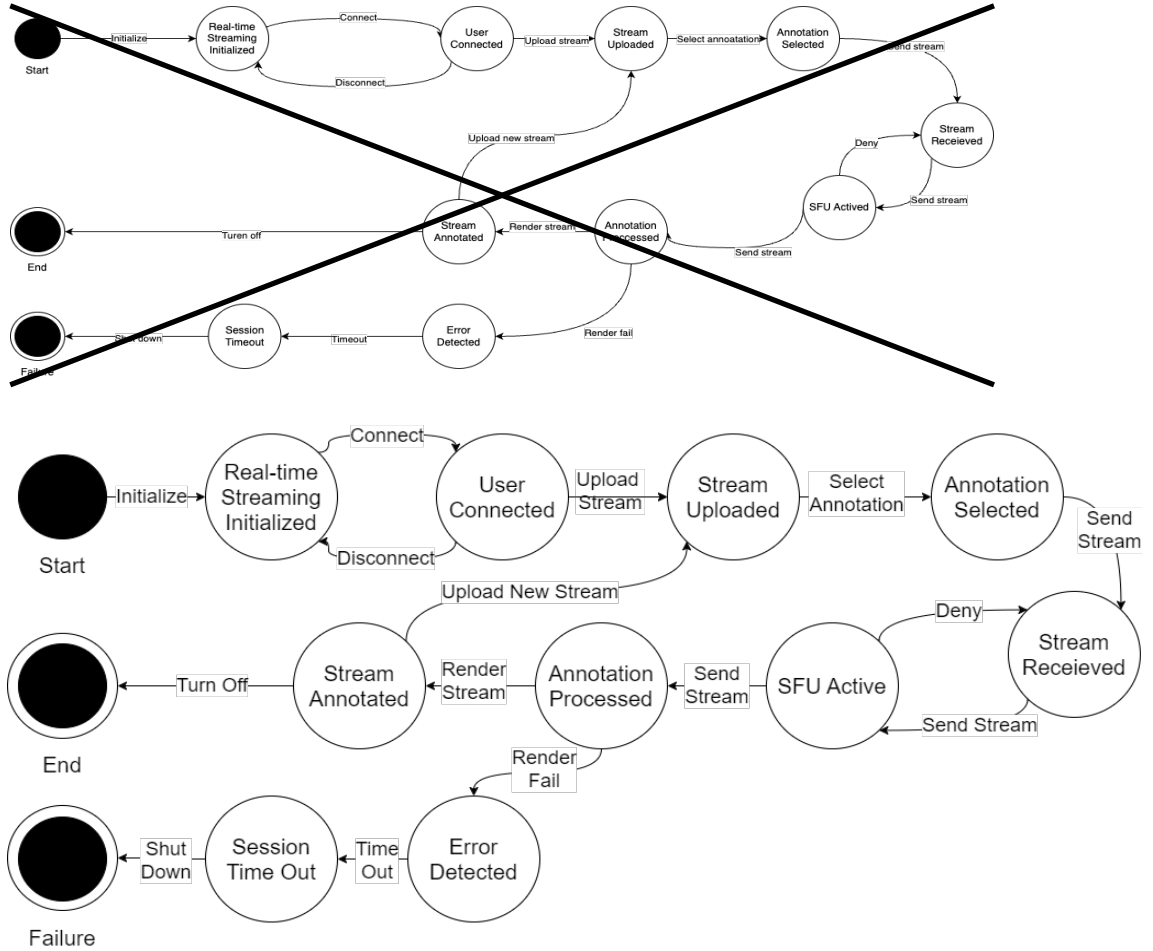 Real-time
Streaming
Initialized
Connect
User
Connected
Initialize
Upload stream
Stream
Uploaded
Select annoatation
Annotation
Selected
Send stream
Start
Disconnect
Stream
Receieved
Deny
Upload new stream
SFU Actived
Send stream
Stream
Annotated
Render stream
Annotation
Proccessed
Turen off
Send stream
End
Session
Timeout
Error
Detected
Render fail
Shut down
Timeout
Failure
Connect
Real-time
Streaming
Initialized
User
Connected
Upload
Stream
Stream
Uploaded
Select
Annotation
Annotation
Selected
Initialize
Send
Stream
Start
Disconnect
Upload New Stream
Deny
Stream
Receieved
Stream
Annotated
Render
Stream
Annotation
Processed
Send
Stream
SFU Active
Turn Off
Send Stream
End
Render
Fail
Shut
Down
Session
Time Out
Time
Out
Error
Detected
Failure